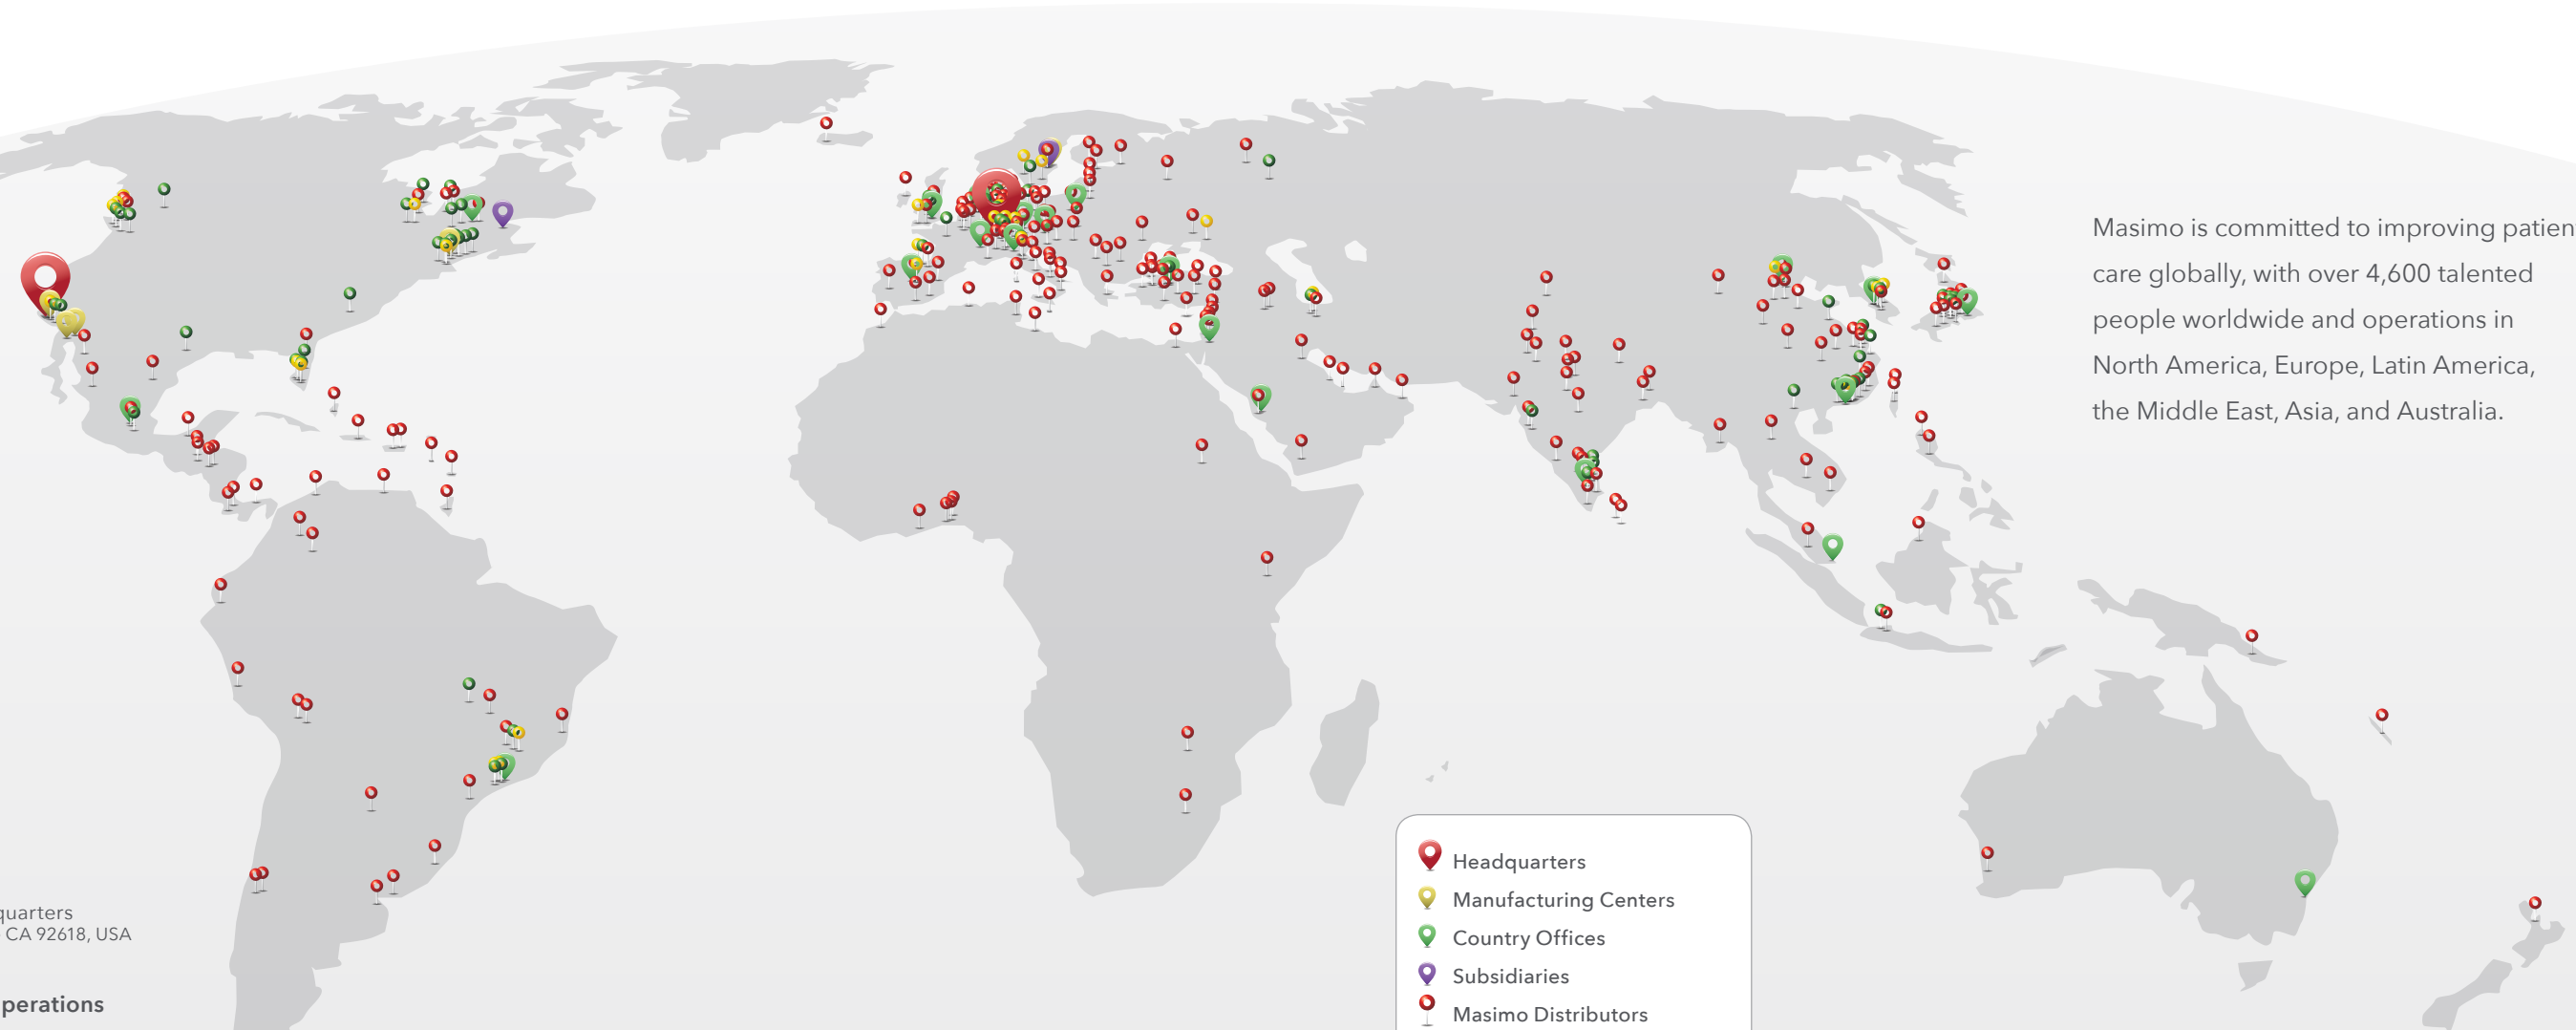 Masimo is committed to improving patien
care globally, with over 4,600 talented
people worldwide and operations in
North America, Europe, Latin America,
the Middle East, Asia, and Australia.
Headquarters
Manufacturing Centers
Country Offices
Subsidiaries
Masimo Distributors
quarters
CA 92618, USA
perations